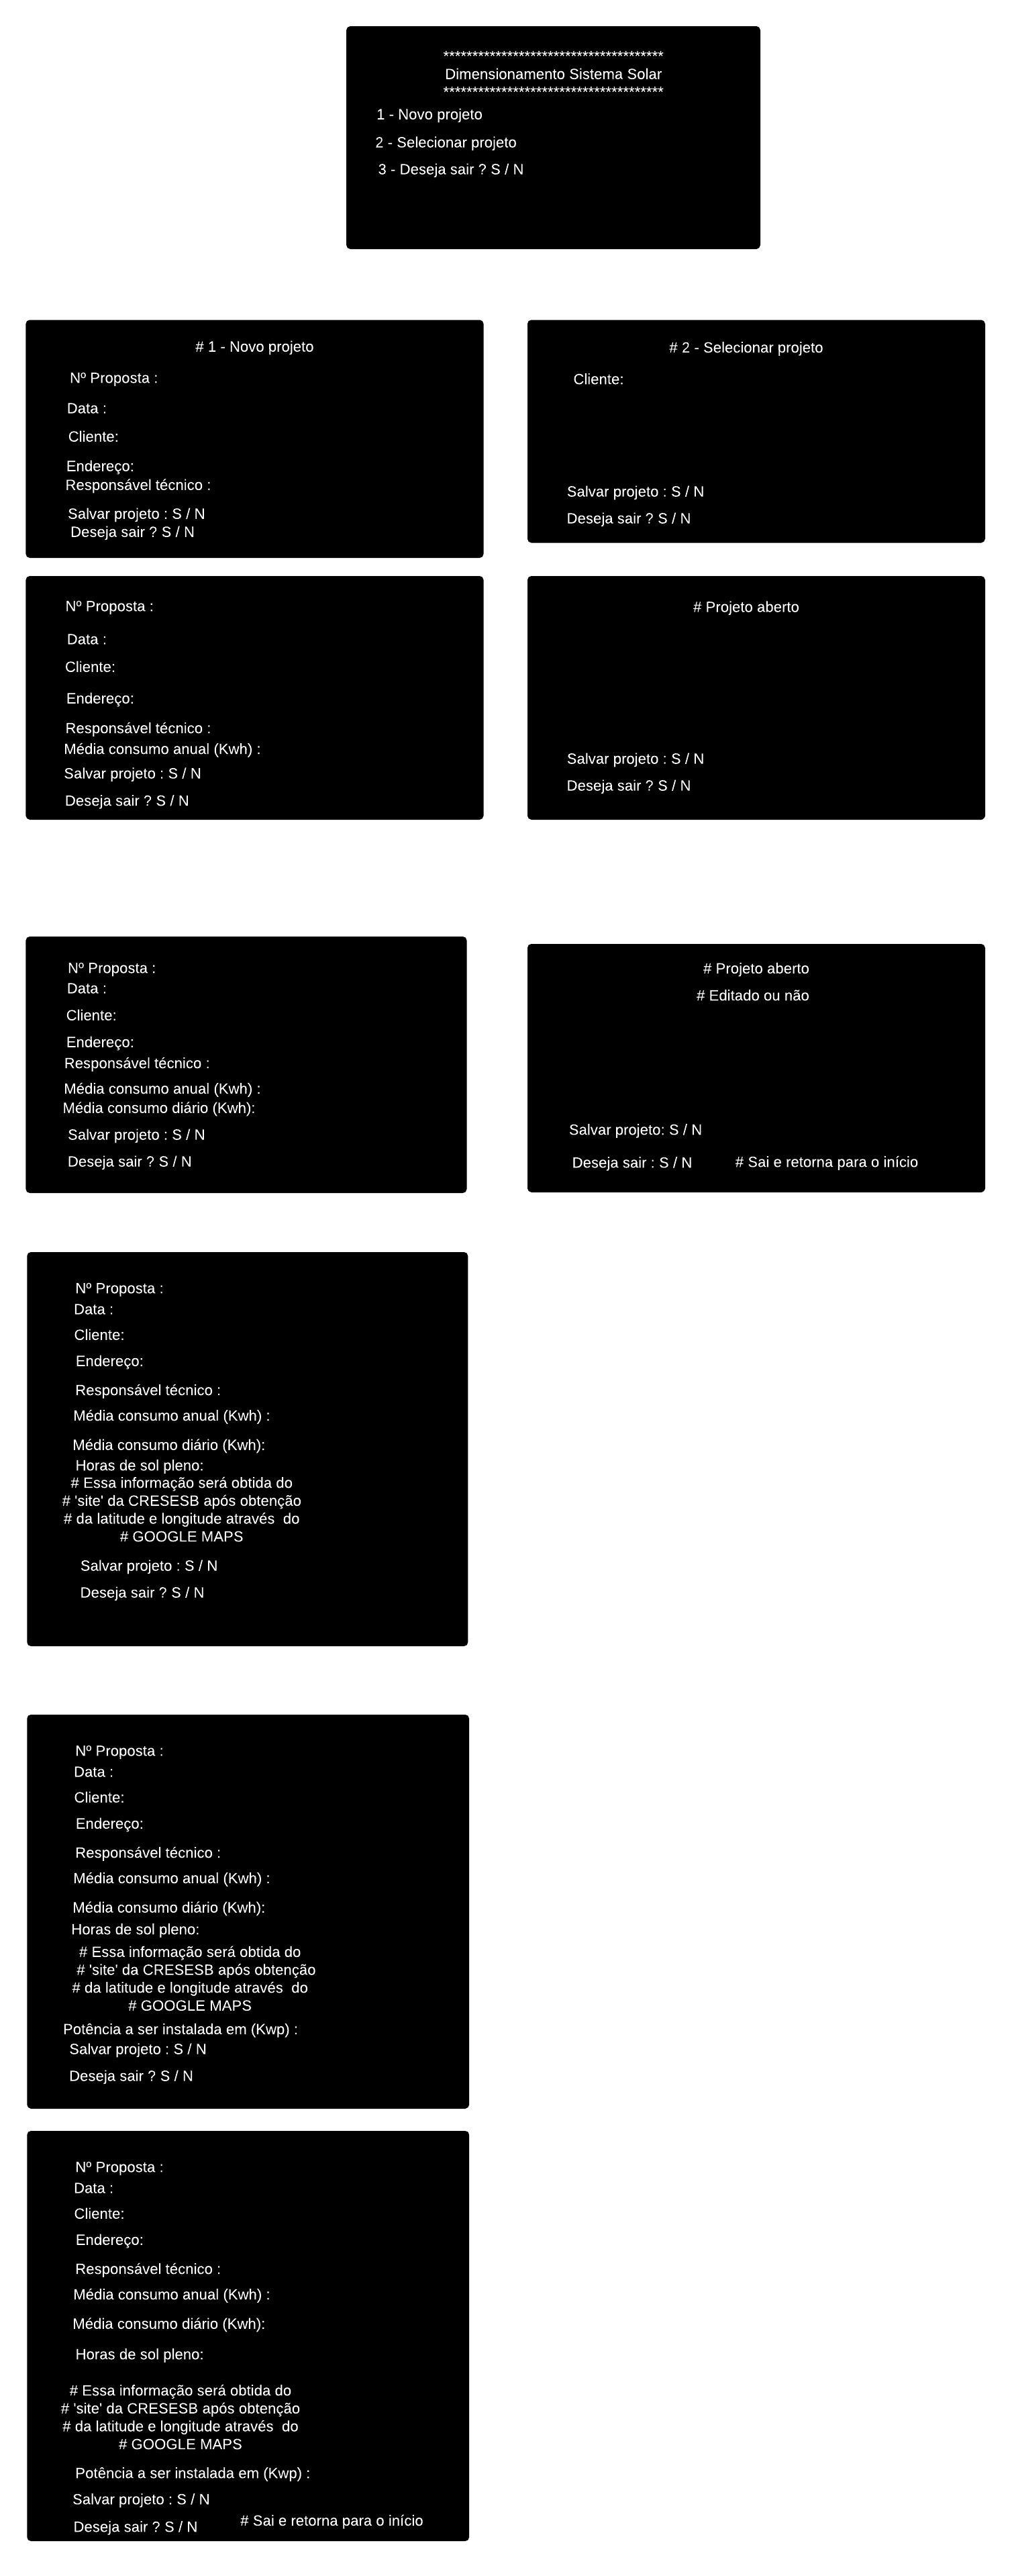 **************************************
Dimensionamento Sistema Solar
**************************************
1 - Novo projeto
2 - Selecionar projeto
3 - Deseja sair ? S / N
# 1 - Novo projeto
Nº Proposta :
Data :
Cliente:
Endereço:
Responsável técnico :
Salvar projeto : S / N
Deseja sair ? S / N
# 2 - Selecionar projeto
Cliente:
Salvar projeto : S / N
Deseja sair ? S / N
Nº Proposta :
Data :
Cliente:
Endereço:
Responsável técnico :
Média consumo anual (Kwh) :
Salvar projeto : S / N
Deseja sair ? S / N
# Projeto aberto
Salvar projeto : S / N
Deseja sair ? S / N
Nº Proposta :
Data :
Cliente:
Endereço:
Responsável técnico :
Média consumo anual (Kwh) :
Média consumo diário (Kwh):
Salvar projeto : S / N
Deseja sair ? S / N
# Projeto aberto
# Editado ou não
Salvar projeto: S / N
Deseja sair : S / N # Sai e retorna para o início
Nº Proposta :
Data :
Cliente:
Endereço:
Responsável técnico :
Média consumo anual (Kwh) :
Média consumo diário (Kwh):
Horas de sol pleno:
# Essa informação será obtida do
# 'site' da CRESESB após obtenção
# da latitude e longitude através do
# GOOGLE MAPS
Salvar projeto : S / N
Deseja sair ? S / N
Nº Proposta :
Data :
Cliente:
Endereço:
Responsável técnico :
Média consumo anual (Kwh) :
Média consumo diário (Kwh):
Horas de sol pleno:
# Essa informação será obtida do
# 'site' da CRESESB após obtenção
# da latitude e longitude através do
# GOOGLE MAPS
Potência a ser instalada em (Kwp) :
Salvar projeto : S / N
Deseja sair ? S / N
Nº Proposta :
Data :
Cliente:
Endereço:
Responsável técnico :
Média consumo anual (Kwh) :
Média consumo diário (Kwh):
Horas de sol pleno:
# Essa informação será obtida do
# 'site' da CRESESB após obtenção
# da latitude e longitude através do
# GOOGLE MAPS
Potência a ser instalada em (Kwp) :
Salvar projeto : S / N
Deseja sair ? S / N # Sai e retorna para o início